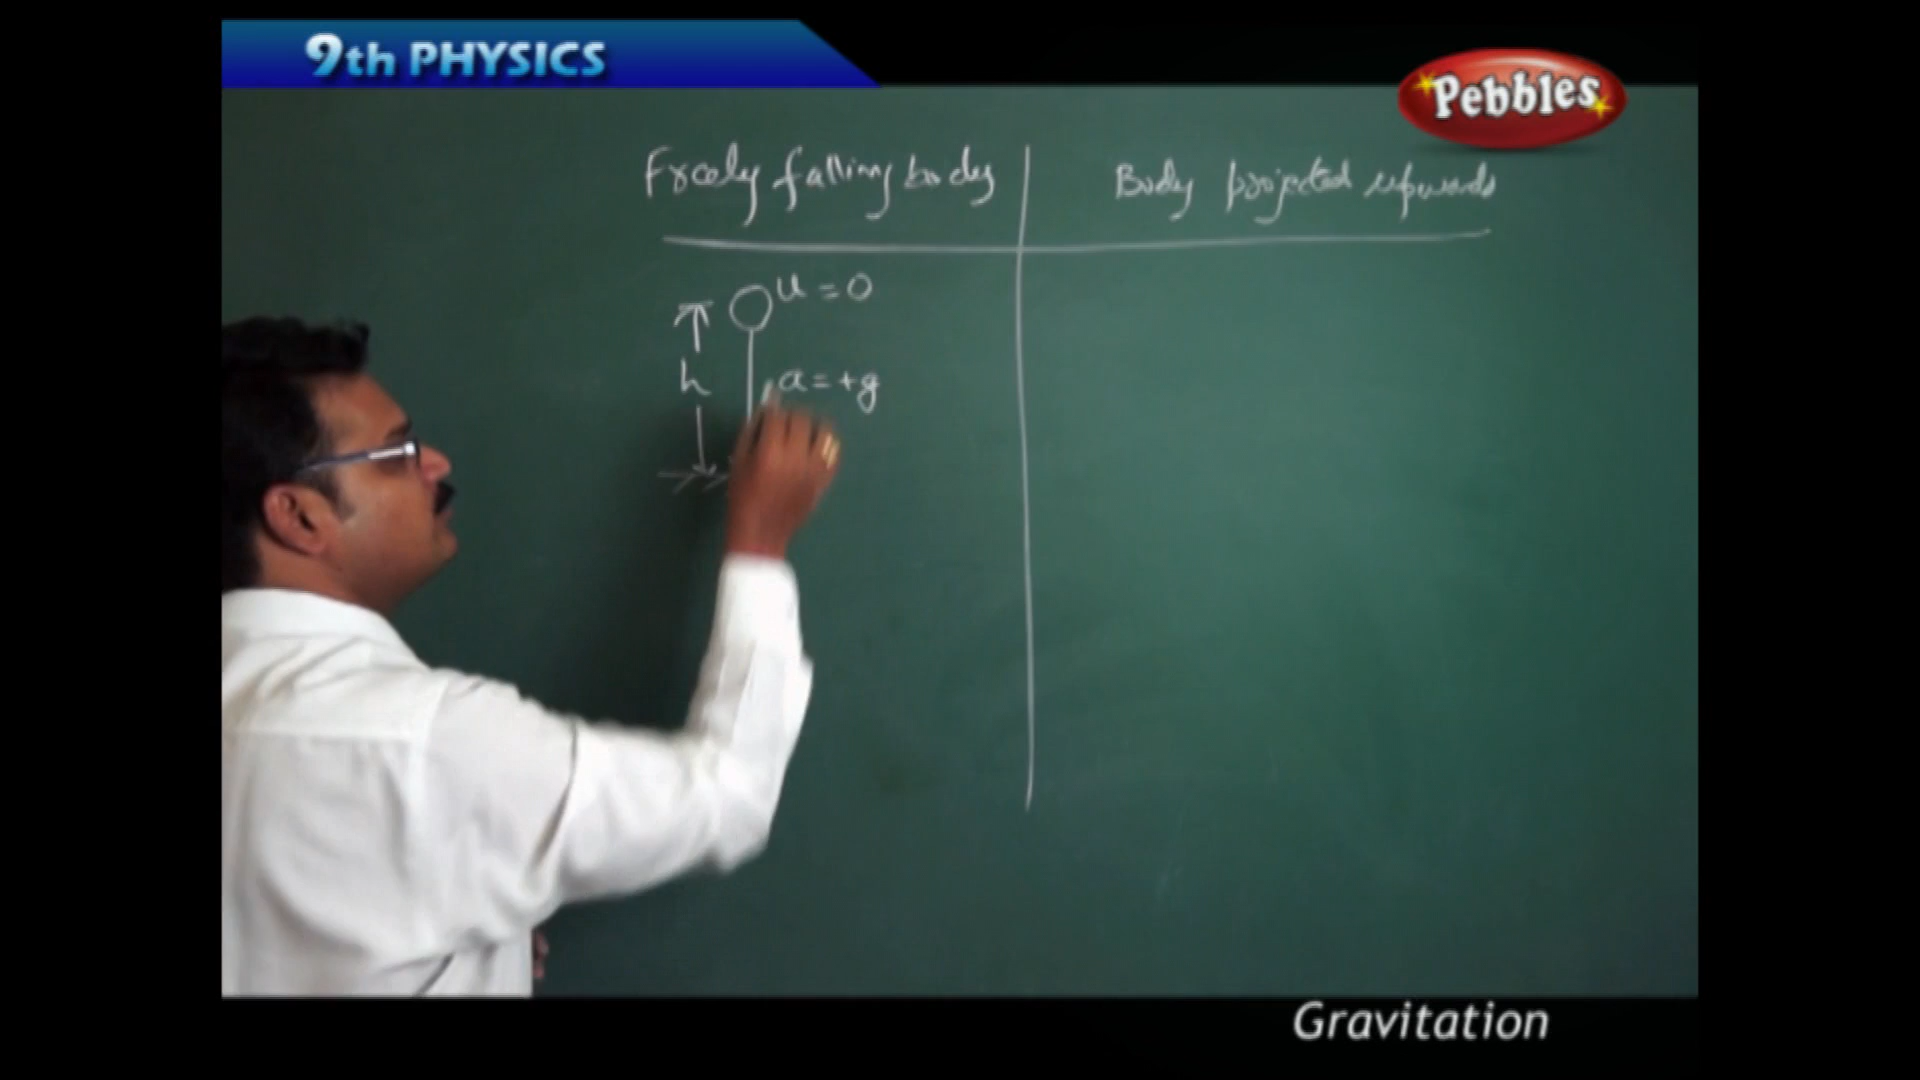 9th PHYSICS
Pebbles
Freely falling body
Body projected upwards
u = 0
h
a = +g
Gravitation